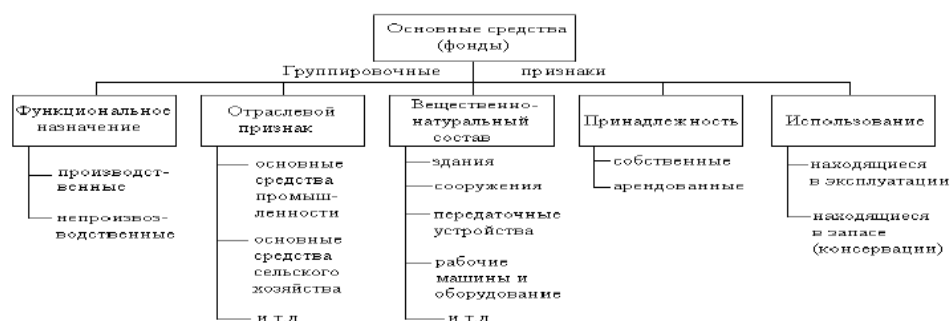 Основные средства
(фонды)
Группировочные признаки
Функциональное
назначение
производст-
венные
непроизвоз-
водственные
Отраслевой
признак
основные
средства
промыш-
ленности
основные
средства
сельского
хозяйства
и т.д
Вещественно-
натуральный
состав
здания
сооружения
передаточные
устройства
рабочие
машины и
оборудование
и т.д
Принадлежность
собственные
арендованные
Использование
находящиеся
в эксплуатации
находящиеся
в запасе
(консервации)